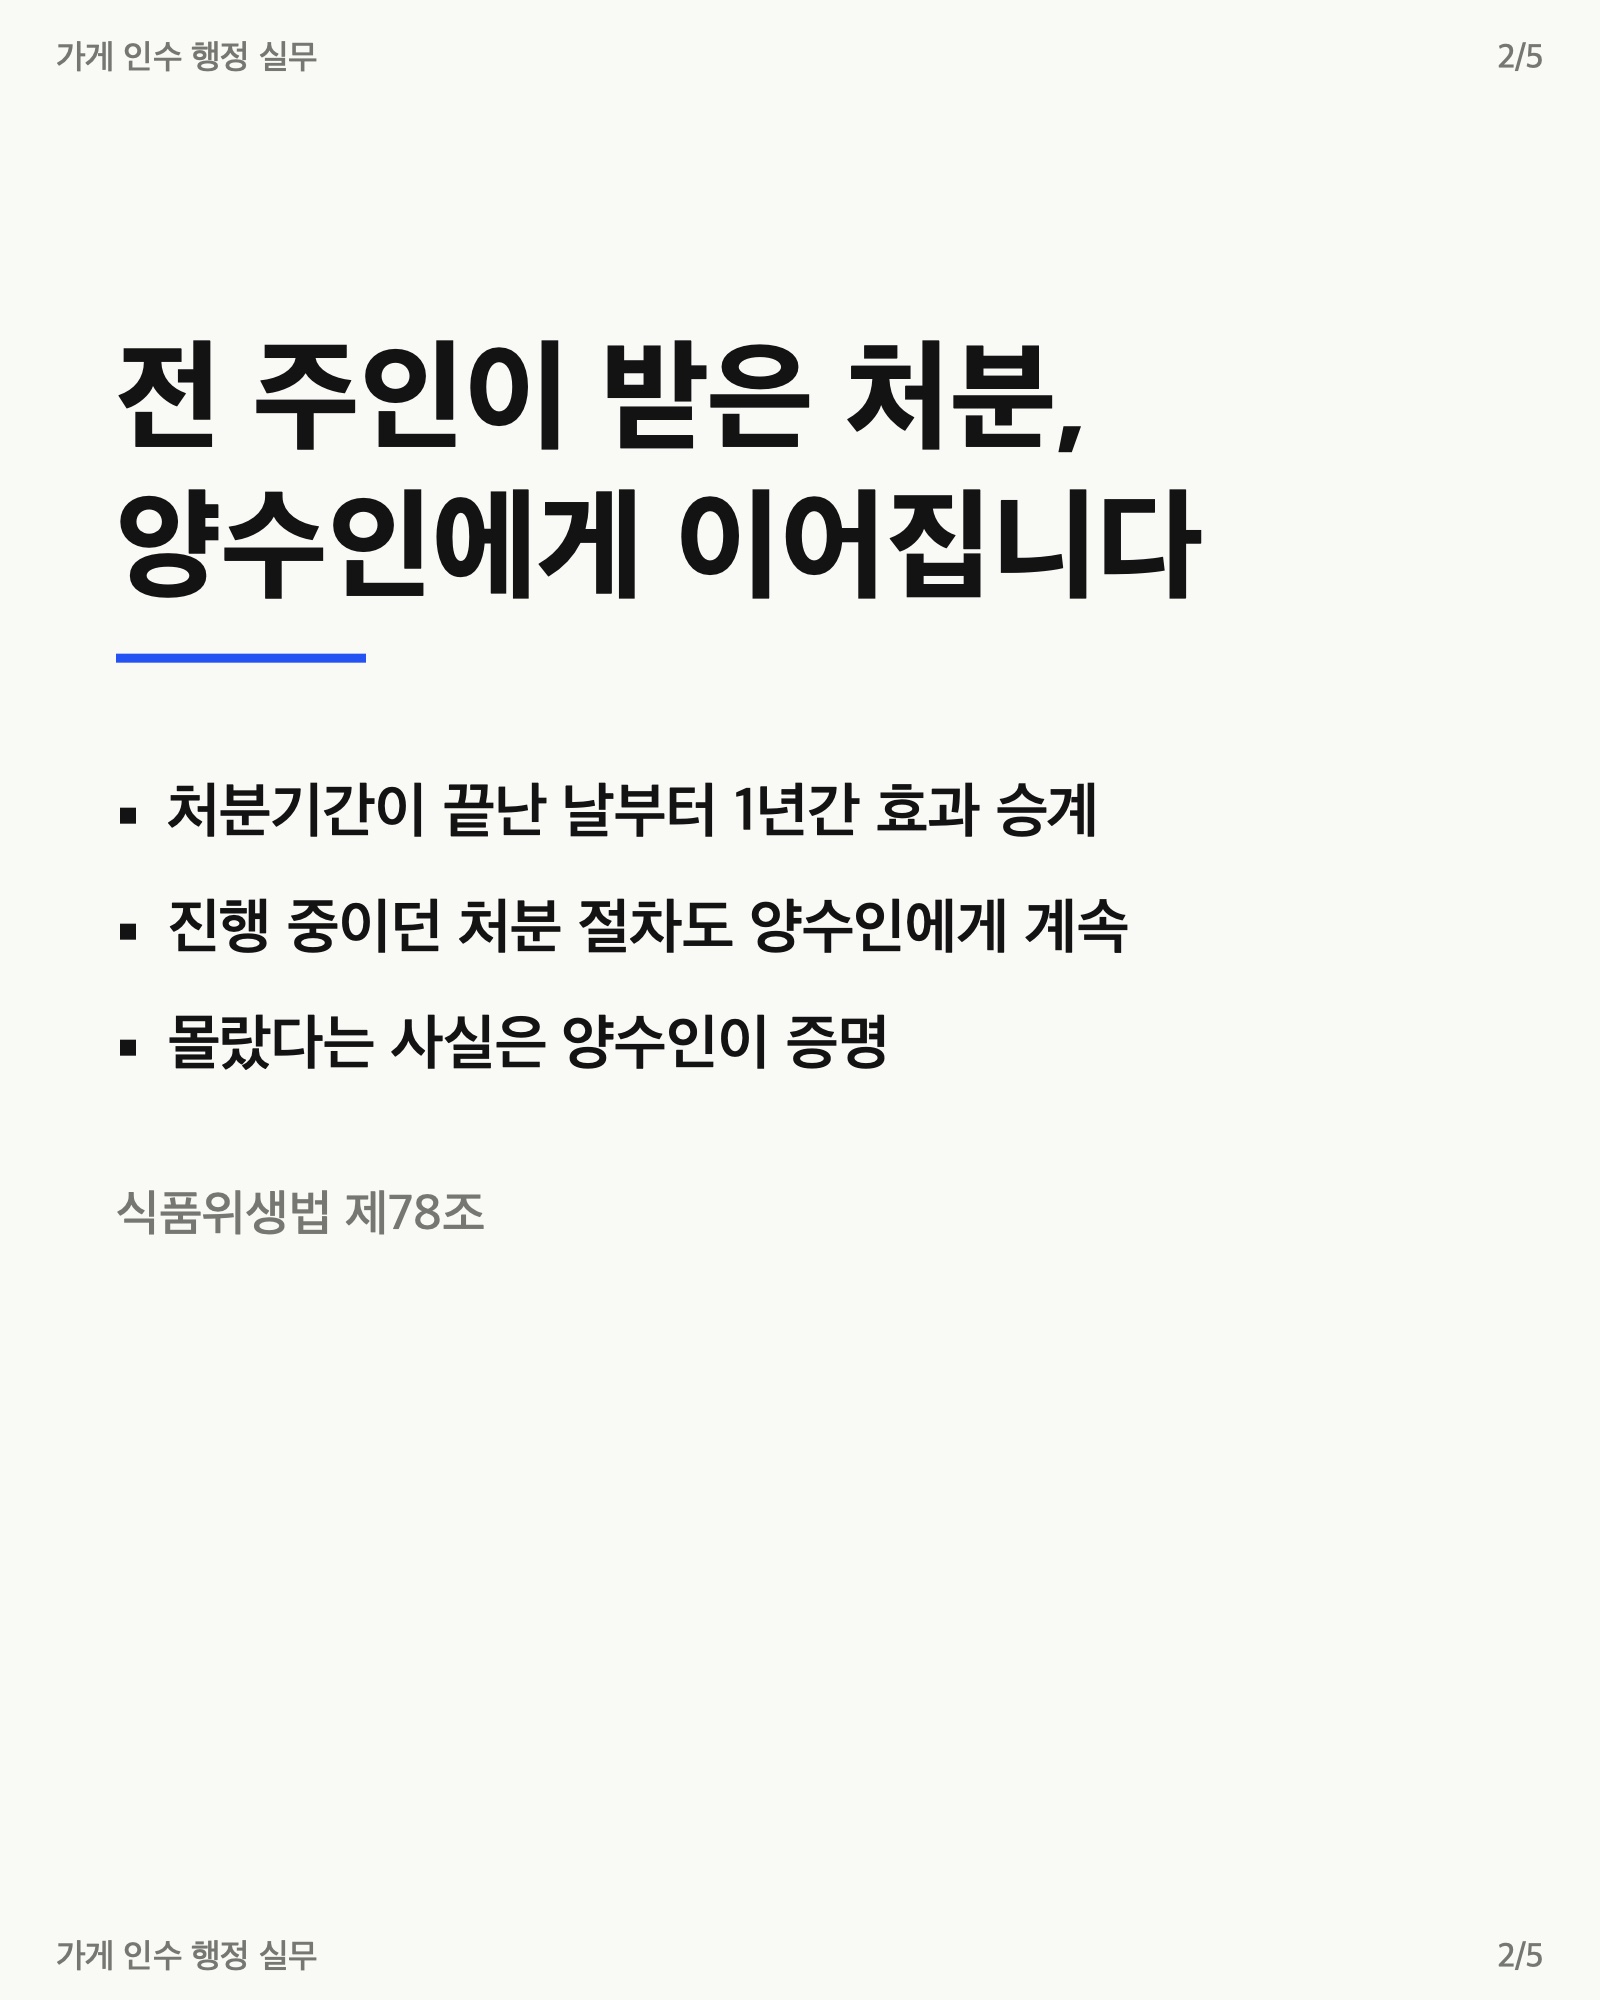 가게 인수 행정 실무
2/5
전 주인이 받은 처분,
양수인에게 이어집니다
▪ 처분기간이 끝난 날부터 1년간 효과 승계
▪ 진행 중이던 처분 절차도 양수인에게 계속
▪ 몰랐다는 사실은 양수인이 증명
식품위생법 제78조
가게 인수 행정 실무
2/5